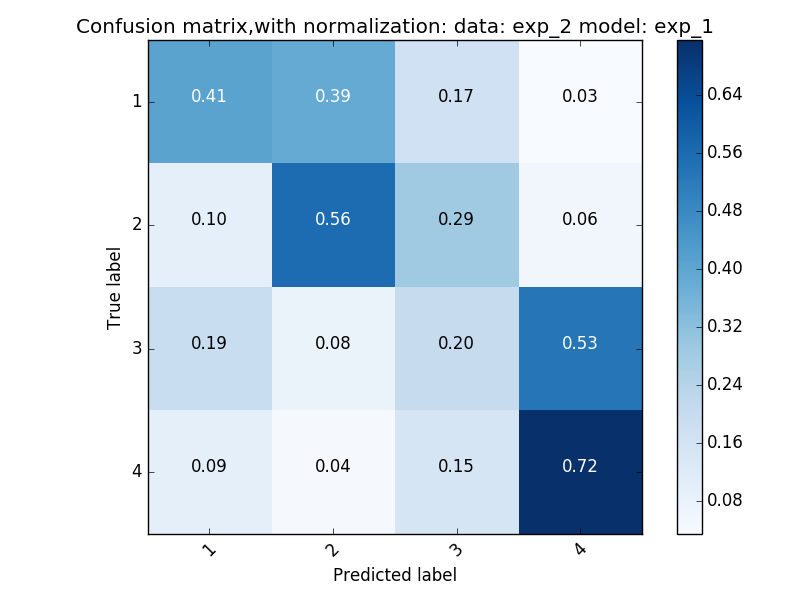 Confusion matrix,with normalization: data: exp_2 model: exp_1
True label
1 0.41 0.39 0.17 0.03
2 0.10 0.56 0.29 0.06
3 0.19 0.08 0.20 0.53
4 0.09 0.04 0.15 0.72
1 2 3 4
Predicted label
0.64
0.56
0.48
0.40
0.32
0.24
0.16
0.08